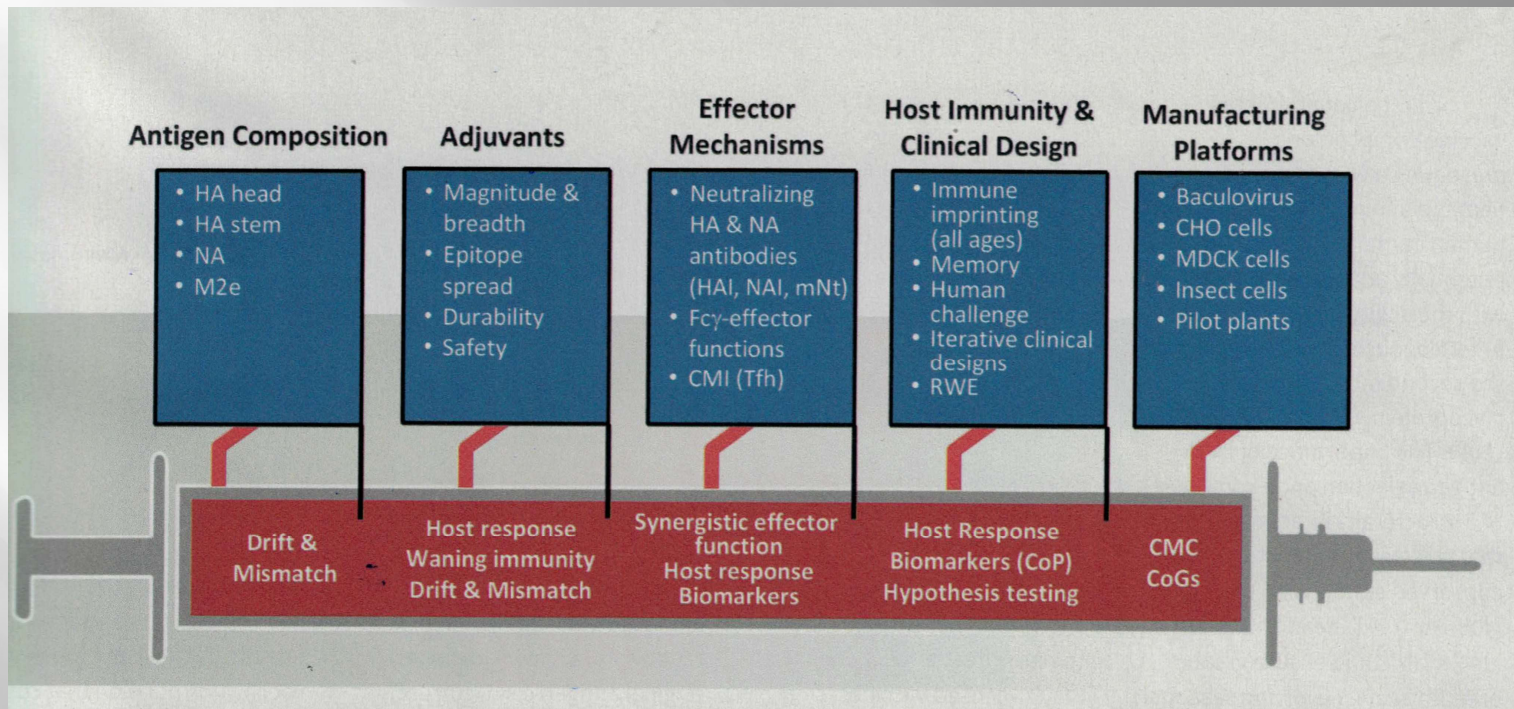 Antigen Composition
• HA head
• HA stem
• NA
• M2e
Adjuvants
• Magnitude &
breadth
• Epitope
spread
• Durability
• Safety
Effector
Mechanisms
• Neutralizing
HA & NA
antibodies
(HAI, NAI, mNt)
• Fcγ-effector
functions
• CMI (Tfh)
Host Immunity &
Clinical Design
• Immune
imprinting
(all ages)
• Memory
• Human
challenge
• Iterative clinical
designs
• RWE
Manufacturing
Platforms
• Baculovirus
• CHO cells
• MDCK cells
• Insect cells
• Pilot plants
Drift &
Mismatch
Host response
Waning immunity
Drift & Mismatch
Synergistic effector
function
Host response
Biomarkers
Host Response
Biomarkers (CoP)
Hypothesis testing
CMC
CoGs